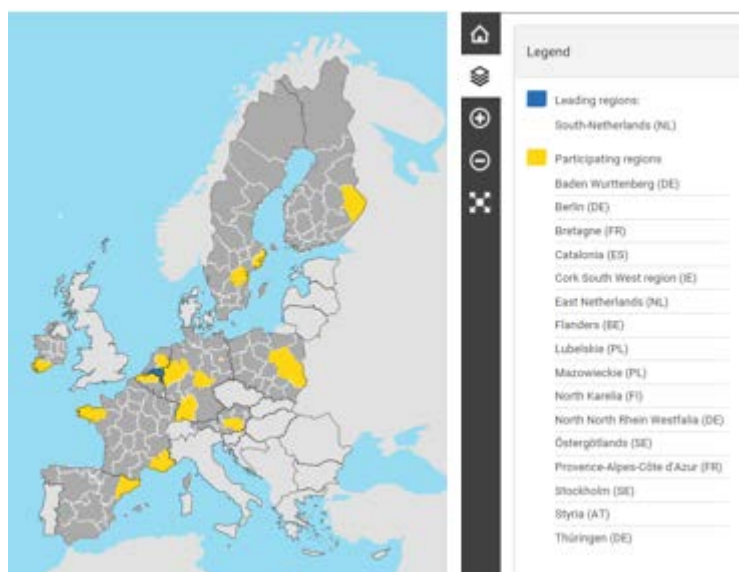 Legend
Leading regions:
South-Netherlands (NL)
Participating regions
Baden Wurttenberg (DE)
Berlin (DE)
Bretagne (FR)
Catalonia (ES)
Cork South West region (IE)
East Netherlands (NL)
Flanders (BE)
Lubelskie (PL)
Mazowieckie (PL)
North Karelia (FI)
North North Rhein Westfalia (DE)
Östergötlands (SE)
Provence-Alpes-Côte d'Azur (FR)
Stockholm (SE)
Styria (AT)
Thüringen (DE)